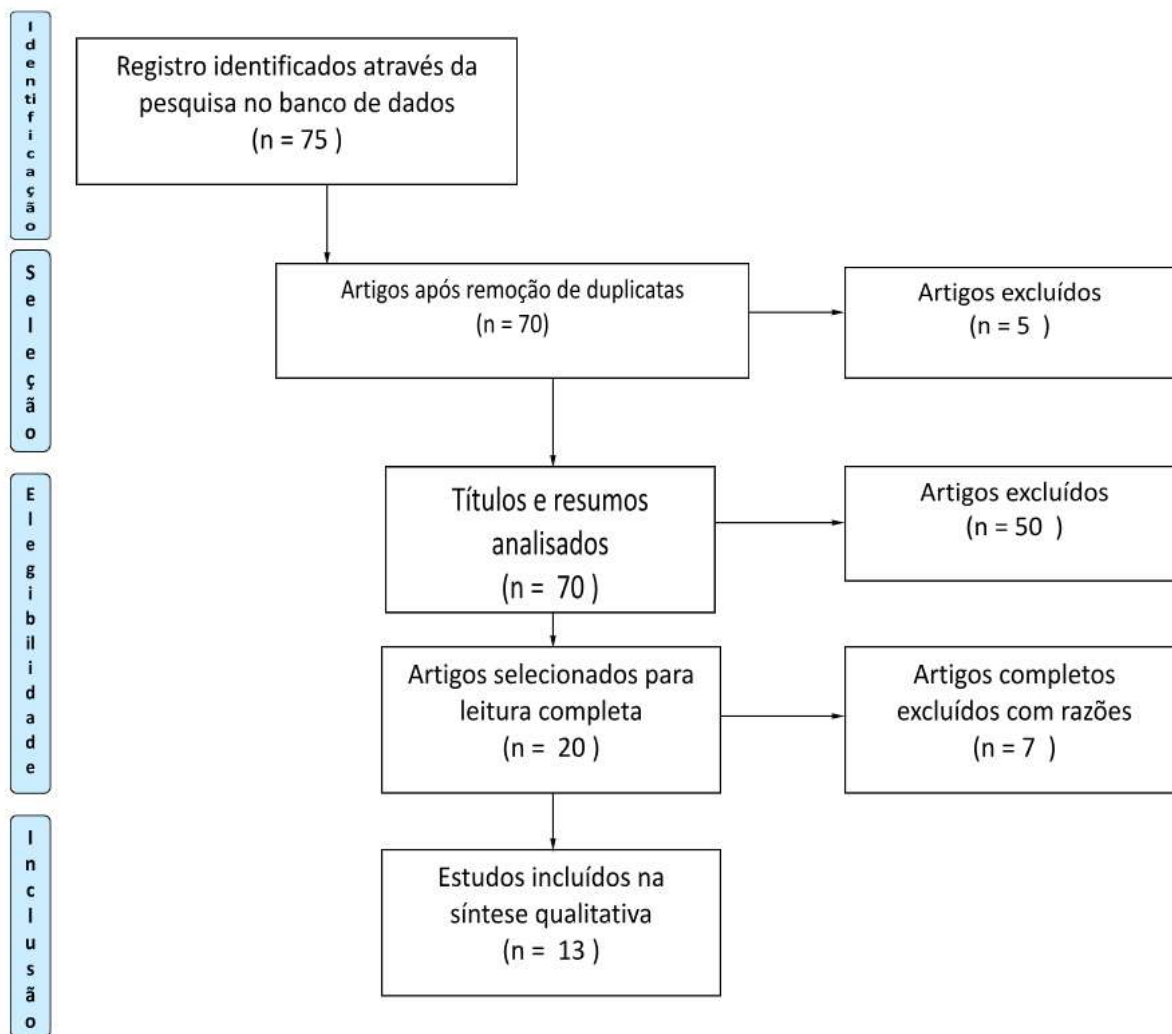 Identificação
Registro identificados através da
pesquisa no banco de dados
(n = 75 )
Seleção
Artigos após remoção de duplicatas
(n = 70)
Artigos excluídos
(n = 5 )
Elegibilidade
Títulos e resumos
analisados
(n = 70 )
Artigos excluídos
(n = 50 )
Artigos selecionados para
leitura completa
(n = 20 )
Artigos completos
excluídos com razões
(n = 7 )
Inclusão
Estudos incluídos na
síntese qualitativa
(n = 13 )